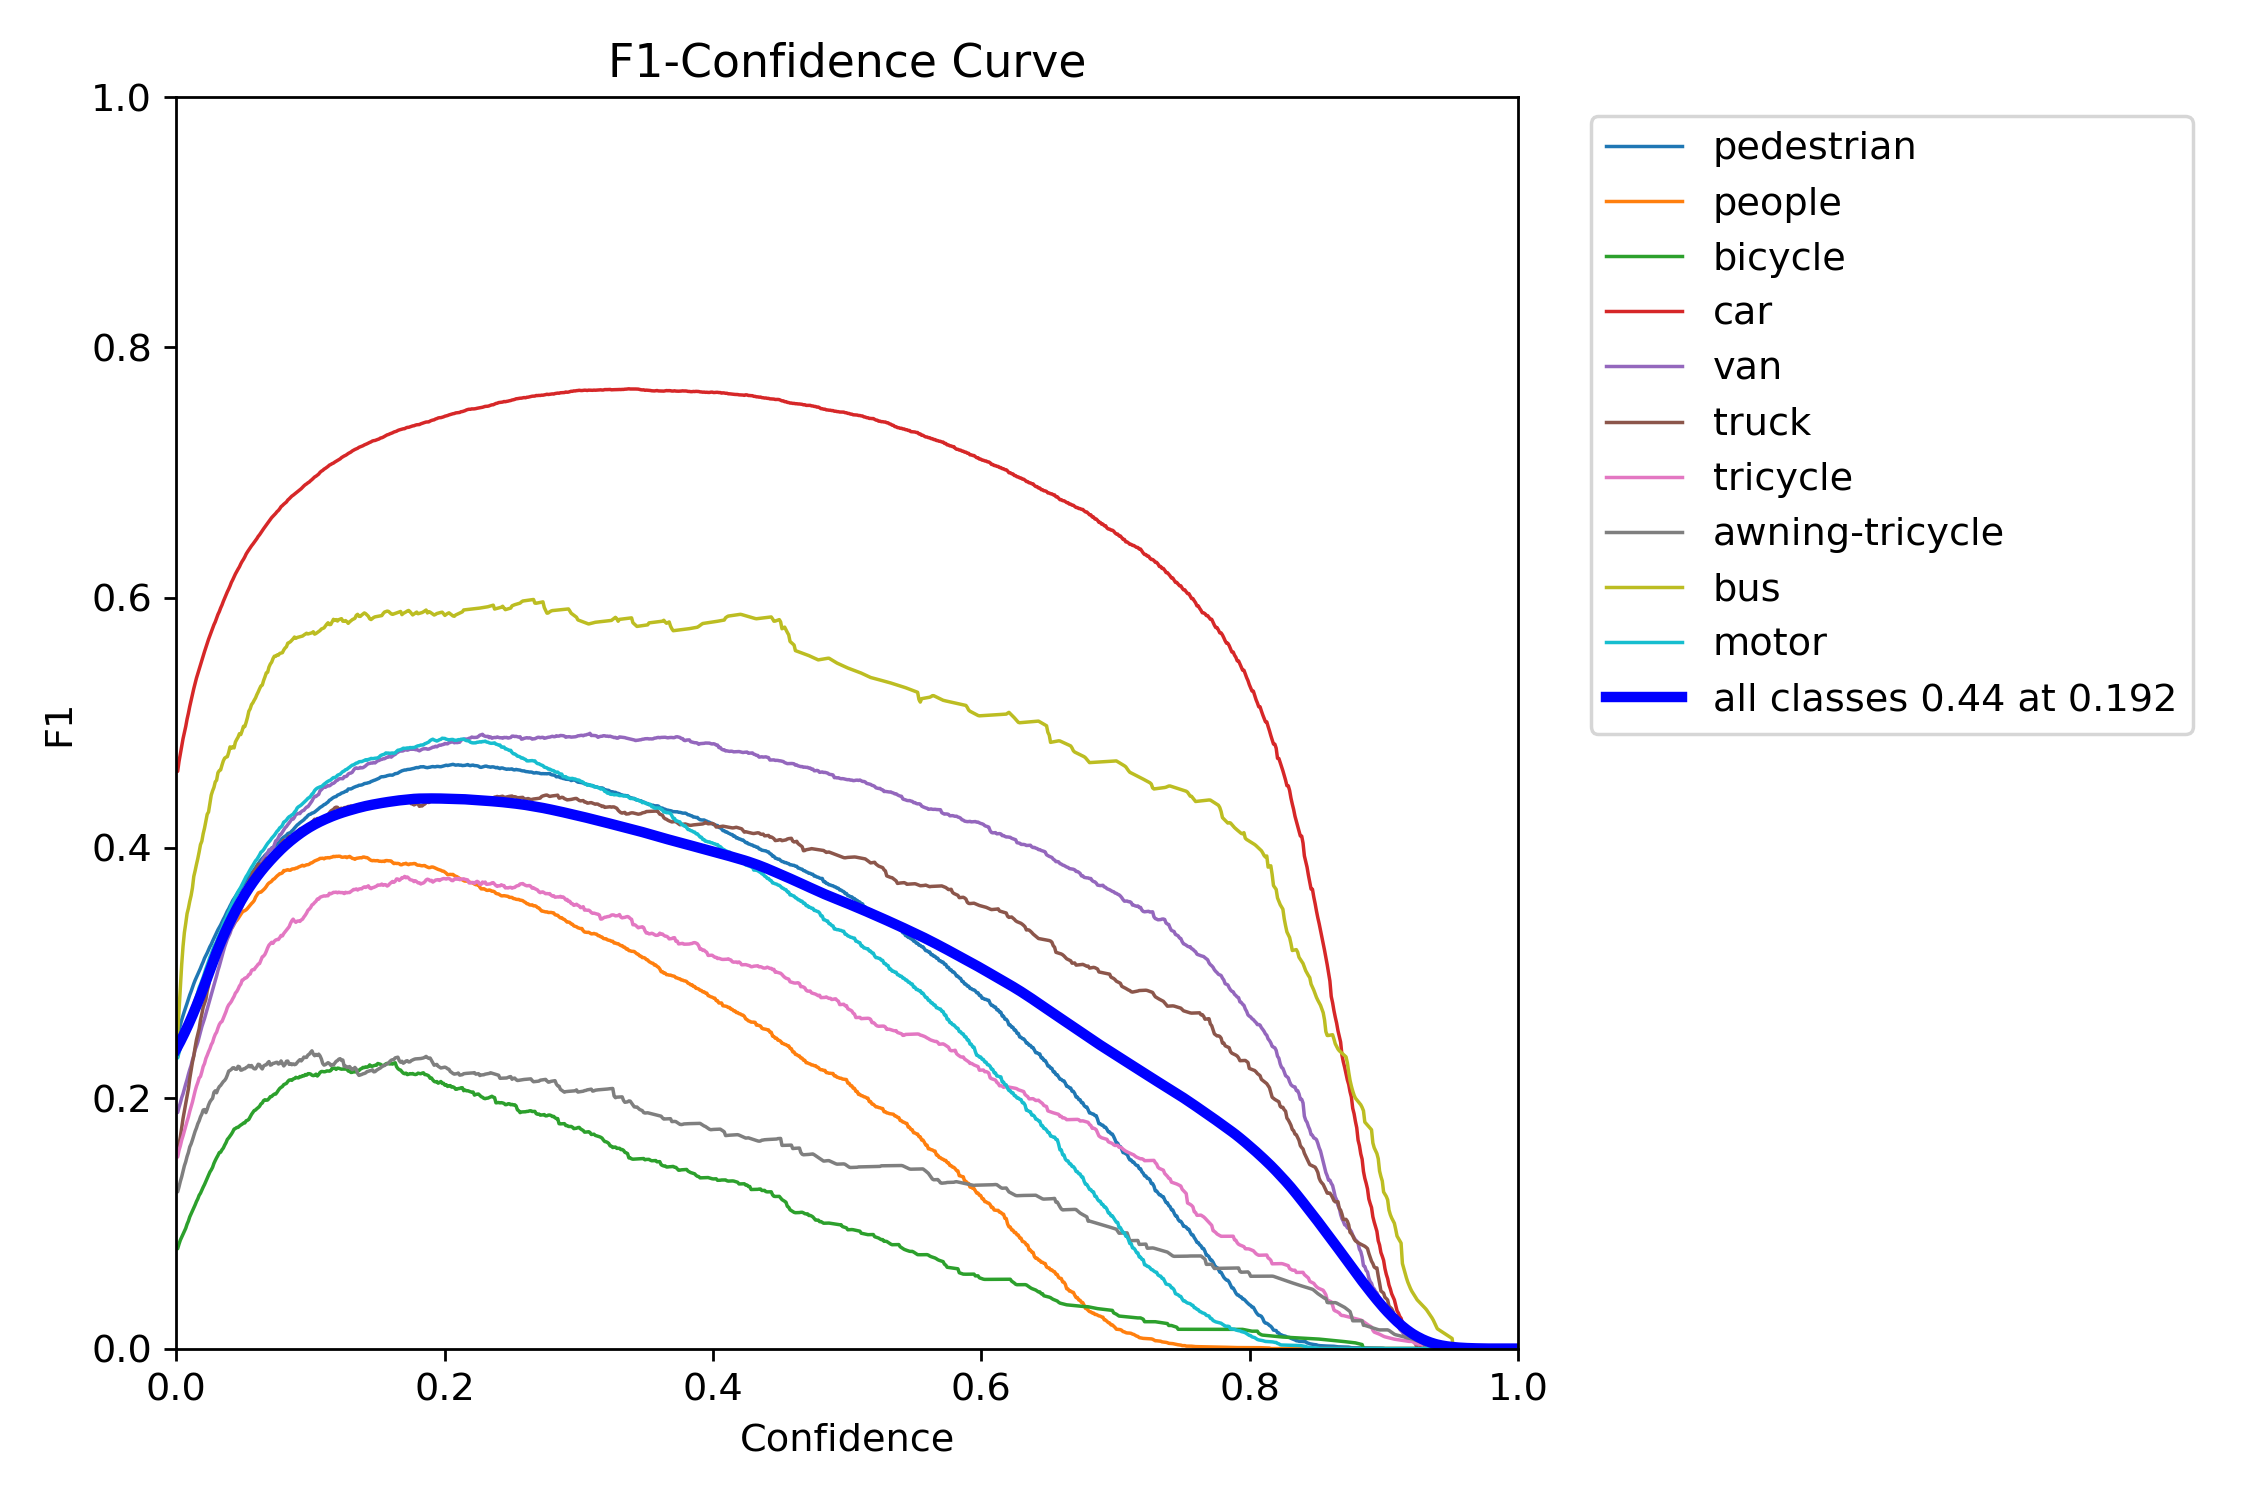 F1-Confidence Curve
1.0
0.8
0.6
0.4
0.2
0.0
F1
0.0 0.2 0.4 0.6 0.8 1.0
Confidence
pedestrian
people
bicycle
car
van
truck
tricycle
awning-tricycle
bus
motor
all classes 0.44 at 0.192